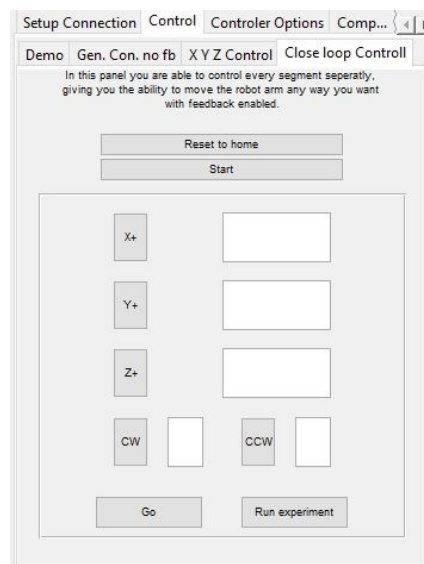 Setup Connection Control Controler Options Comp...
Demo Gen. Con. no fb X Y Z Control Close loop Controll
In this panel you are able to control every segment seperatly,
giving you the ability to move the robot arm any way you want
with feedback enabled.
Reset to home
Start
X+
Y+
Z+
CW CCW
Go Run experiment